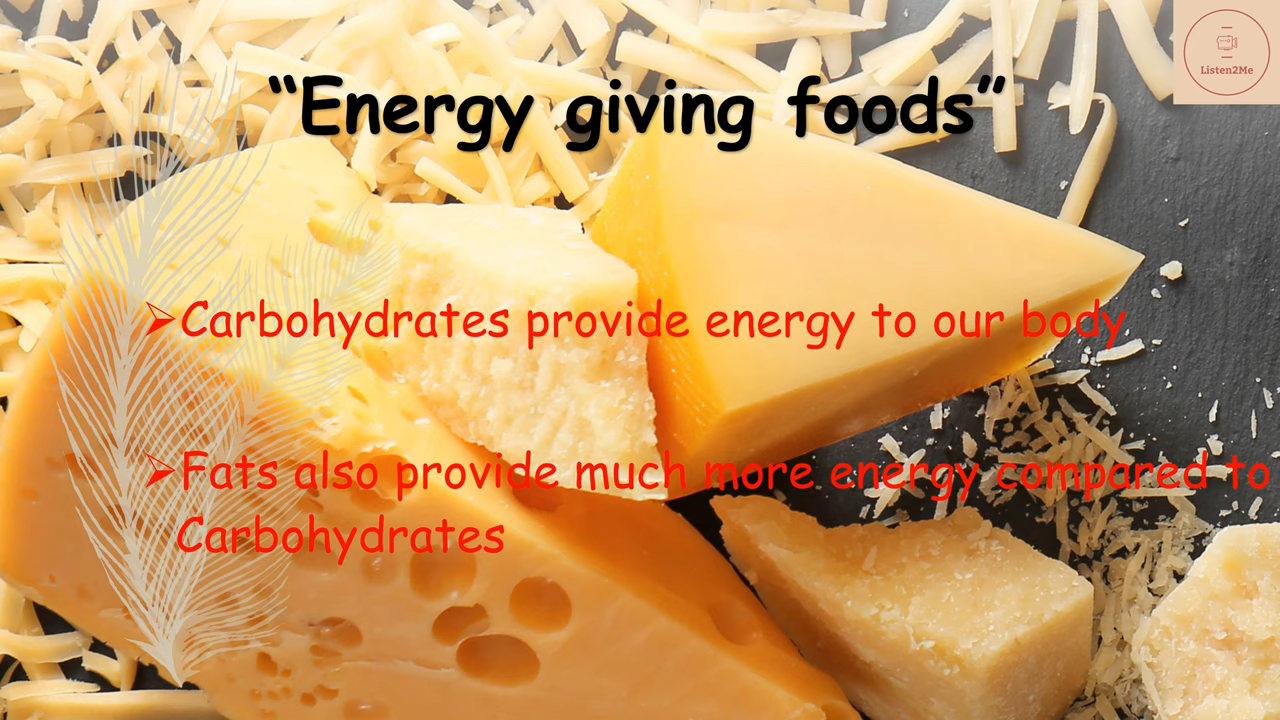 “Energy giving foods”
Listen2Me
➢Carbohydrates provide energy to our body
➢Fats also provide much more energy compared to
Carbohydrates